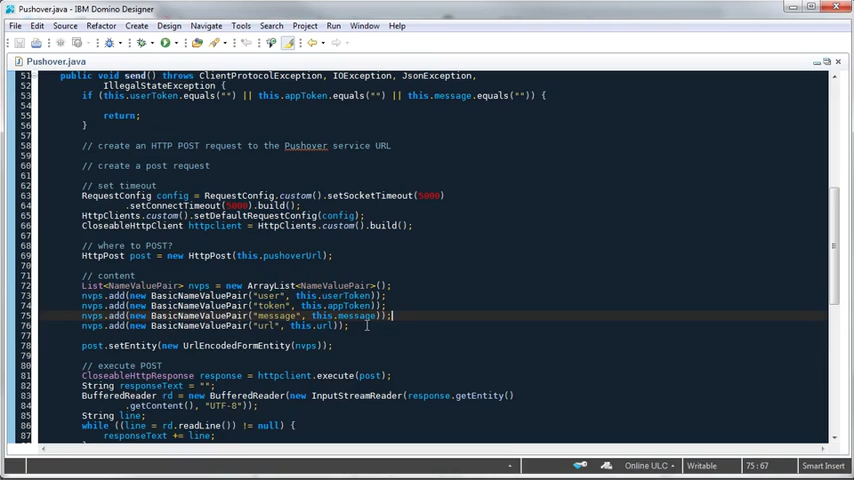 Pushover.java - IBM Domino Designer
File Edit Source Refactor Create Design Navigate Tools Search Project Run Window Help
Pushover.java
51 public void send() throws ClientProtocolException, IOException, JsonException,
52 IllegalStateException {
53 if (this.userToken.equals("") || this.appToken.equals("") || this.message.equals("")) {
54
55 return;
56 }
57
58 // create an HTTP POST request to the Pushover service URL
59
60 // create a post request
61
62 // set timeout
63 RequestConfig config = RequestConfig.custom().setSocketTimeout(5000)
64 .setConnectTimeout(5000).build();
65 HttpClients.custom().setDefaultRequestConfig(config);
66 CloseableHttpClient httpclient = HttpClients.custom().build();
67
68 // where to POST?
69 HttpPost post = new HttpPost(this.pushoverUrl);
70
71 // content
72 List<NameValuePair> nvps = new ArrayList<NameValuePair>();
73 nvps.add(new BasicNameValuePair("user", this.userToken));
74 nvps.add(new BasicNameValuePair("token", this.appToken));
75 nvps.add(new BasicNameValuePair("message", this.message));
76 nvps.add(new BasicNameValuePair("url", this.url));
77
78 post.setEntity(new UrlEncodedFormEntity(nvps));
79
80 // execute POST
81 CloseableHttpResponse response = httpclient.execute(post);
82 String responseText = "";
83 BufferedReader rd = new BufferedReader(new InputStreamReader(response.getEntity()
84 .getContent(), "UTF-8"));
85 String line;
86 while ((line = rd.readLine()) != null) {
87 responseText += line;
Online ULC Writable 75 : 67 Smart Insert